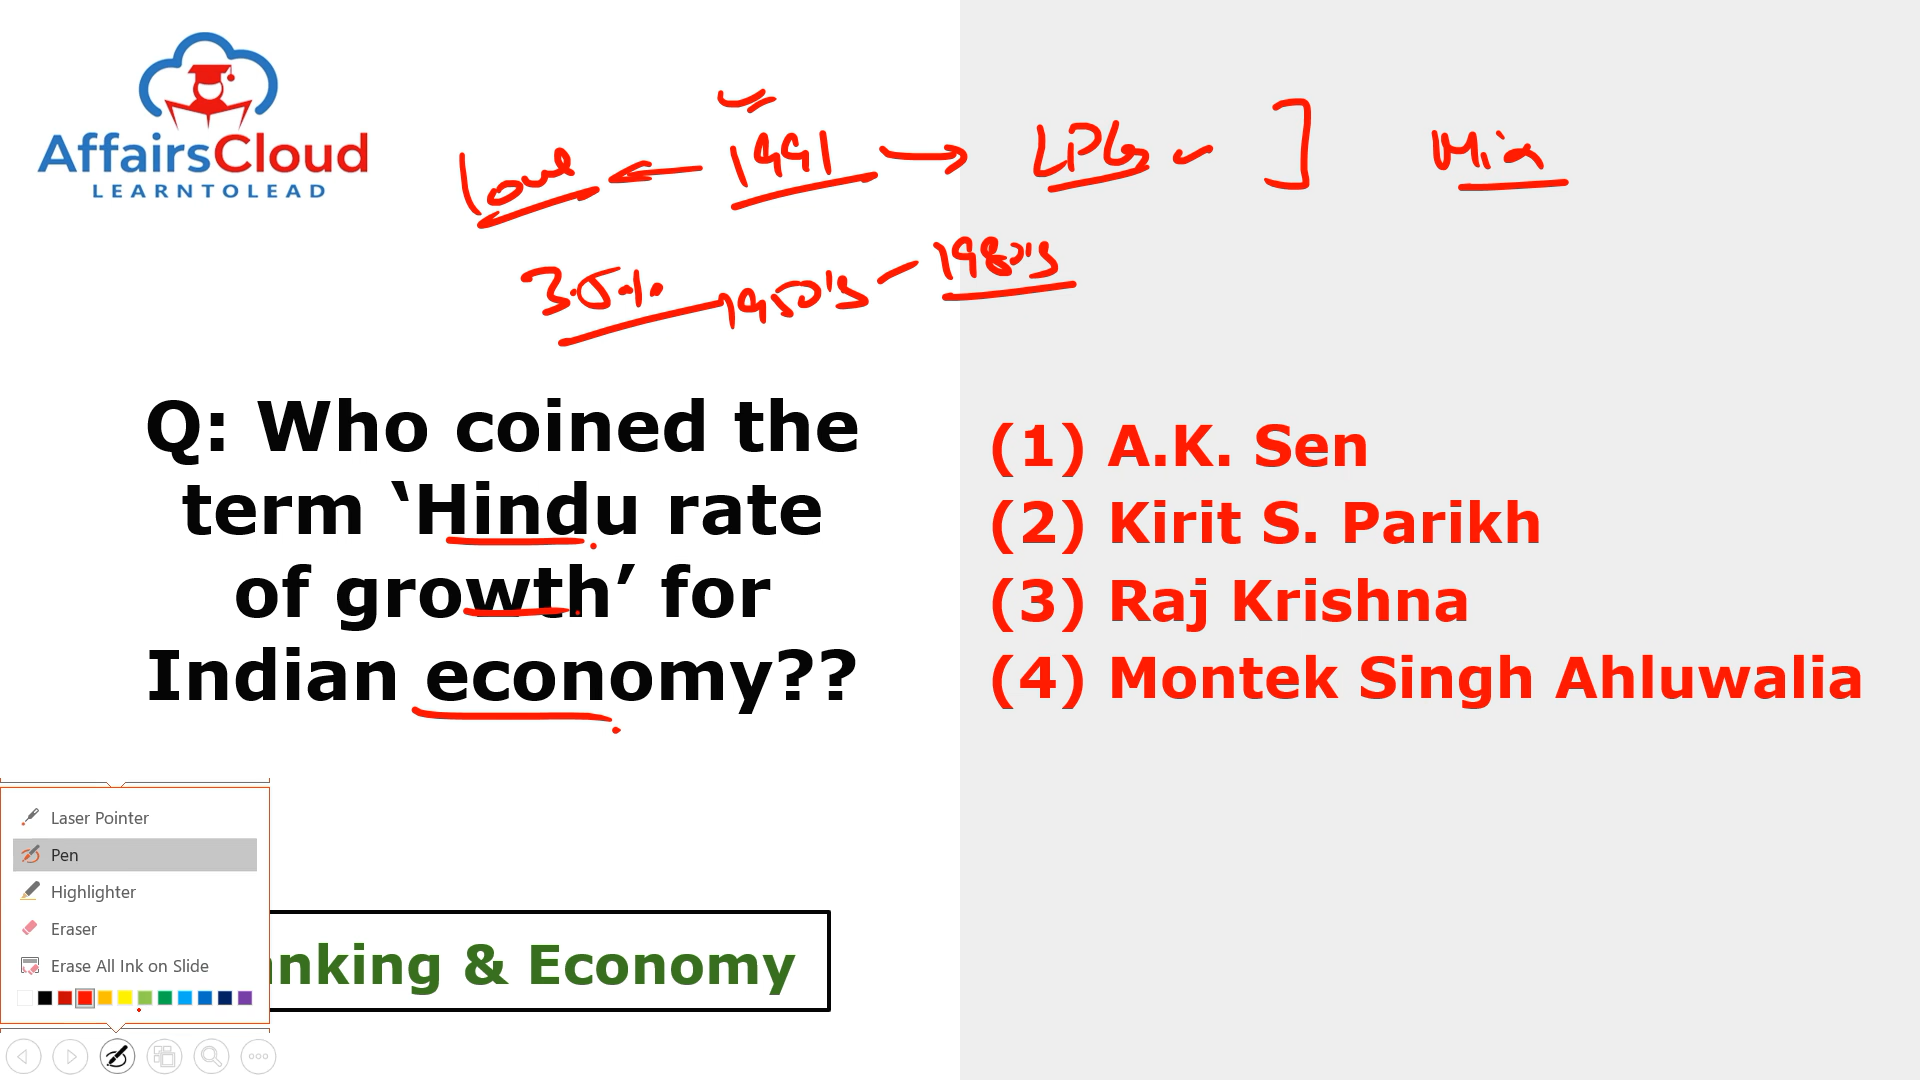 AffairsCloud
LEARNTOLEAD
1991
LPG
3.5%
1950's - 1980's
Q: Who coined the
term ‘Hindu rate
of growth’ for
Indian economy??
(1) A.K. Sen
(2) Kirit S. Parikh
(3) Raj Krishna
(4) Montek Singh Ahluwalia
Laser Pointer
Pen
Highlighter
Eraser
Erase All Ink on Slide
nking & Economy